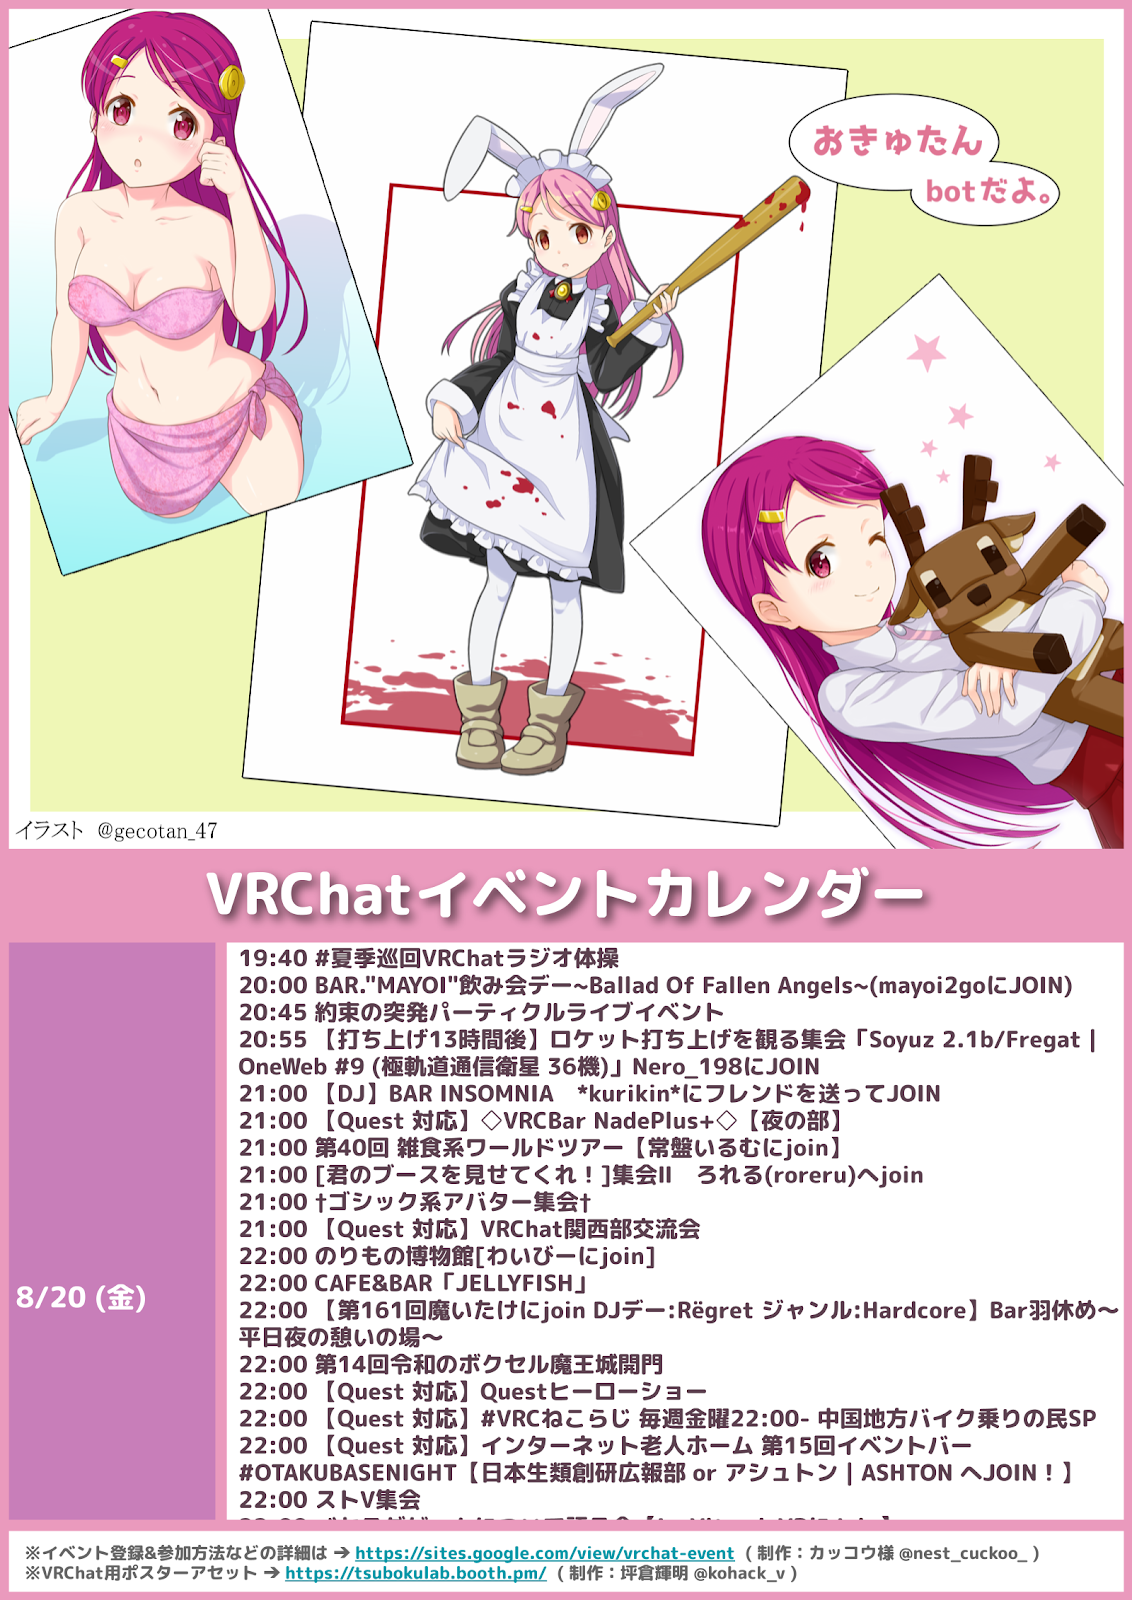 おきゅたん
botだよ。
イラスト @gecotan_47
VRChatイベントカレンダー
8/20 (金)
19:40 #夏季巡回VRChatラジオ体操
20:00 BAR."MAYOI"飲み会デー~Ballad Of Fallen Angels~(mayoi2goにJOIN)
20:45 約束の突発パーティクルライブイベント
20:55 【打ち上げ13時間後】ロケット打ち上げを観る集会「Soyuz 2.1b/Fregat |
OneWeb #9 (極軌道通信衛星 36機)」Nero_198にJOIN
21:00 【DJ】BAR INSOMNIA　*kurikin*にフレンドを送ってJOIN
21:00 【Quest 対応】◇VRCBar NadePlus+◇【夜の部】
21:00 第40回 雑食系ワールドツアー【常盤いるむにjoin】
21:00 [君のブースを見せてくれ！]集会II　ろれる(roreru)へjoin
21:00 †ゴシック系アバター集会†
21:00 【Quest 対応】VRChat関西部交流会
22:00 のりもの博物館[わいびーにjoin]
22:00 CAFE&BAR「JELLYFISH」
22:00 【第161回魔いたけにjoin DJデー:Rëgret ジャンル:Hardcore】Bar羽休め〜
平日夜の憩いの場〜
22:00 第14回令和のボクセル魔王城開門
22:00 【Quest 対応】Questヒーローショー
22:00 【Quest 対応】#VRCねこらじ 毎週金曜22:00- 中国地方バイク乗りの民SP
22:00 【Quest 対応】インターネット老人ホーム 第15回イベントバー
#OTAKUBASENIGHT【日本生類創研広報部 or アシュトン | ASHTON へJOIN！】
22:00 ストV集会
※イベント登録&参加方法などの詳細は ➔ https://sites.google.com/view/vrchat-event ( 制作：カッコウ様 @nest_cuckoo_ )
※VRChat用ポスターアセット ➔ https://tsubokulab.booth.pm/ ( 制作：坪倉輝明 @kohack_v )